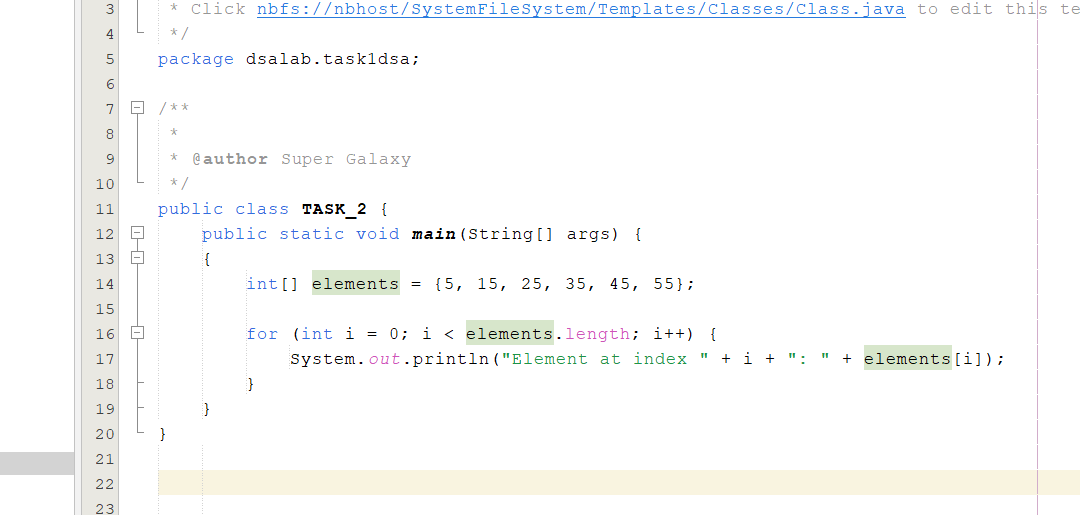 3 * Click nbfs://nbhost/SystemFileSystem/Templates/Classes/Class.java to edit this te
4 */
5 package dsalab.task1dsa;
6
7 /**
8 *
9 * @author Super Galaxy
10 */
11 public class TASK_2 {
12 public static void main(String[] args) {
13 {
14 int[] elements = {5, 15, 25, 35, 45, 55};
15
16 for (int i = 0; i < elements.length; i++) {
17 System.out.println("Element at index " + i + ": " + elements[i]);
18 }
19 }
20 }
21
22
23